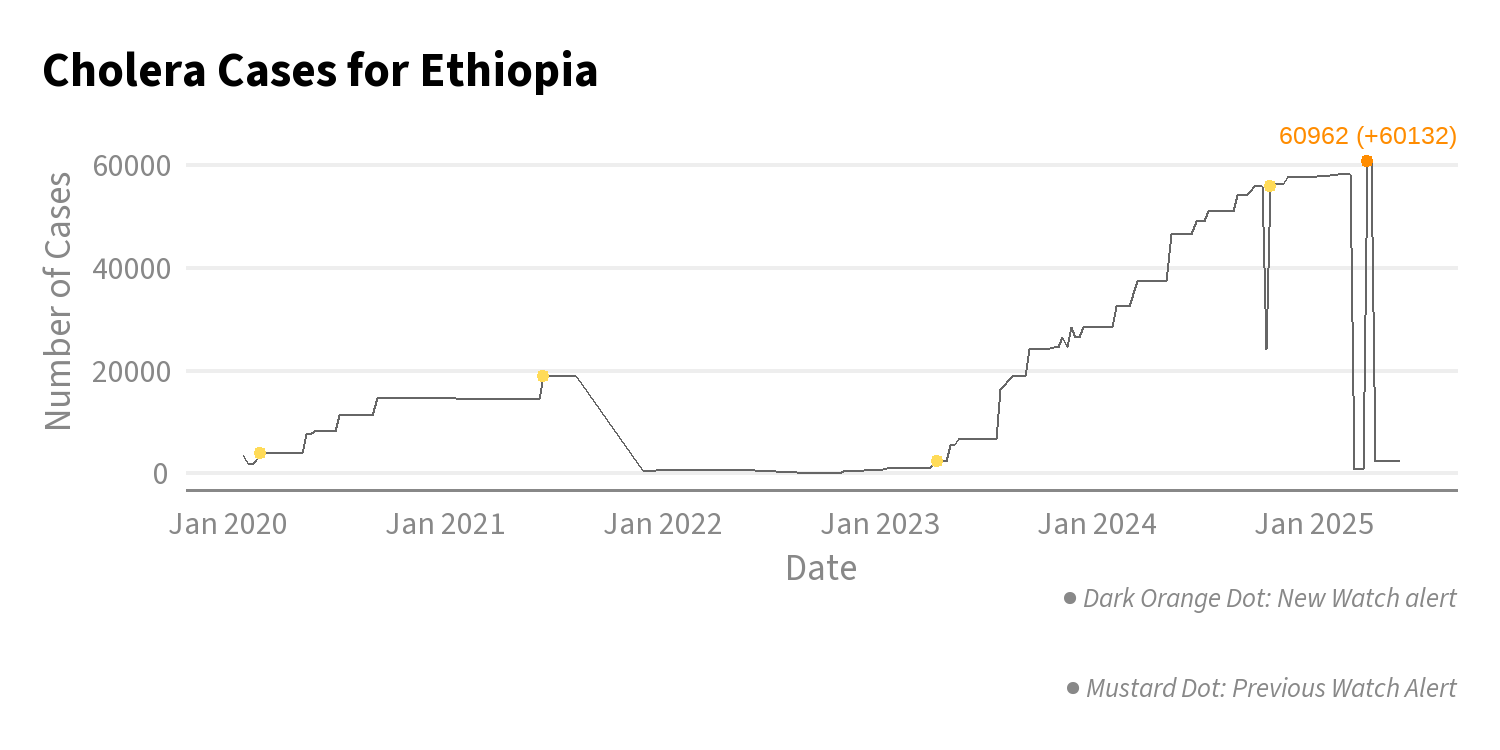 Cholera Cases for Ethiopia
60962 (+60132)
60000
40000
20000
0
Number of Cases
Jan 2020 Jan 2021 Jan 2022 Jan 2023 Jan 2024 Jan 2025
Date
Dark Orange Dot: New Watch alert
Mustard Dot: Previous Watch Alert